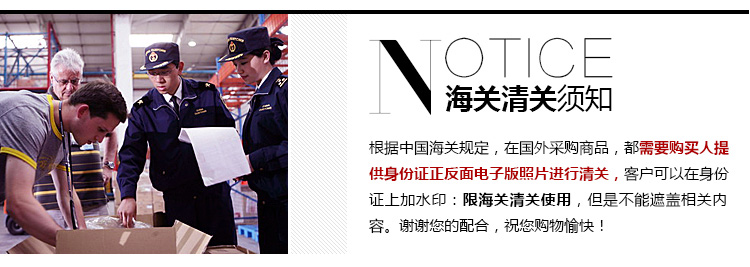 NOTICE
海关清关须知
根据中国海关规定，在国外采购商品，都需要购买人提
供身份证正反面电子版照片进行清关，客户可以在身份
证上加水印：限海关清关使用，但是不能遮盖相关内
容。谢谢您的配合，祝您购物愉快！